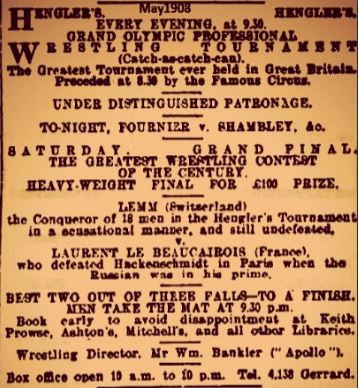 May1908
HENGLER'S. HENGLER'S.
EVERY EVENING, at 9.30.
GRAND OLYMPIC PROFESSIONAL
WRESTLING TOURNAMENT
(Catch-as-catch-can).
The Greatest Tournament ever held in Great Britain.
Preceded at 8.30 by the Famous Circus.
UNDER DISTINGUISHED PATRONAGE.
TO-NIGHT, FOURNIER v. SHAMBLEY, &c.
SATURDAY. GRAND FINAL.
THE GREATEST WRESTLING CONTEST
OF THE CENTURY.
HEAVY-WEIGHT FINAL FOR £100 PRIZE.
LEMM (Switzerland)
the Conqueror of 18 men in the Hengler's Tournament
in a sensational manner, and still undefeated,
v.
LAURENT LE BEAUCAIROIS (France),
who defeated Hackenschmidt in Paris when the
Russian was in his prime.
BEST TWO OUT OF THREE FALLS—TO A FINISH.
MEN TAKE THE MAT AT 9.30 p.m.
Book early to avoid disappointment at Keith
Prowse, Ashton's, Mitchell's, and all other Libraries.
Wrestling Director, Mr Wm. Bankier ("Apollo").
Box office open 10 a.m. to 10 p.m. Tel. 4,138 Gerrard.